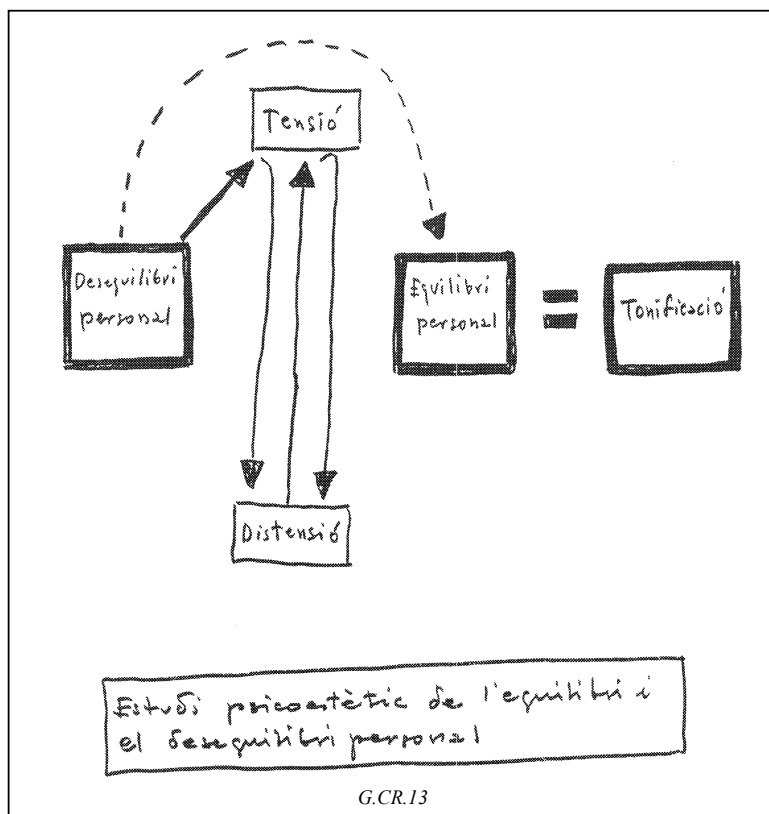 Tensió
Desequilibri
personal
Equilibri
personal
=
Tonificació
Distensió
Estudi psicoestètic de l'equilibri i
el desequilibri personal
G.CR.13